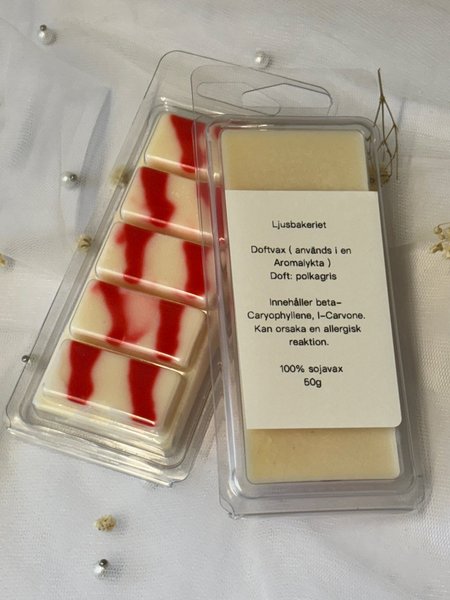 Ljusbakeriet
Doftvax ( används i en
Aromalykta )
Doft: polkagris
Innehåller beta-
Caryophyllene, l-Carvone.
Kan orsaka en allergisk
reaktion.
100% sojavax
50g